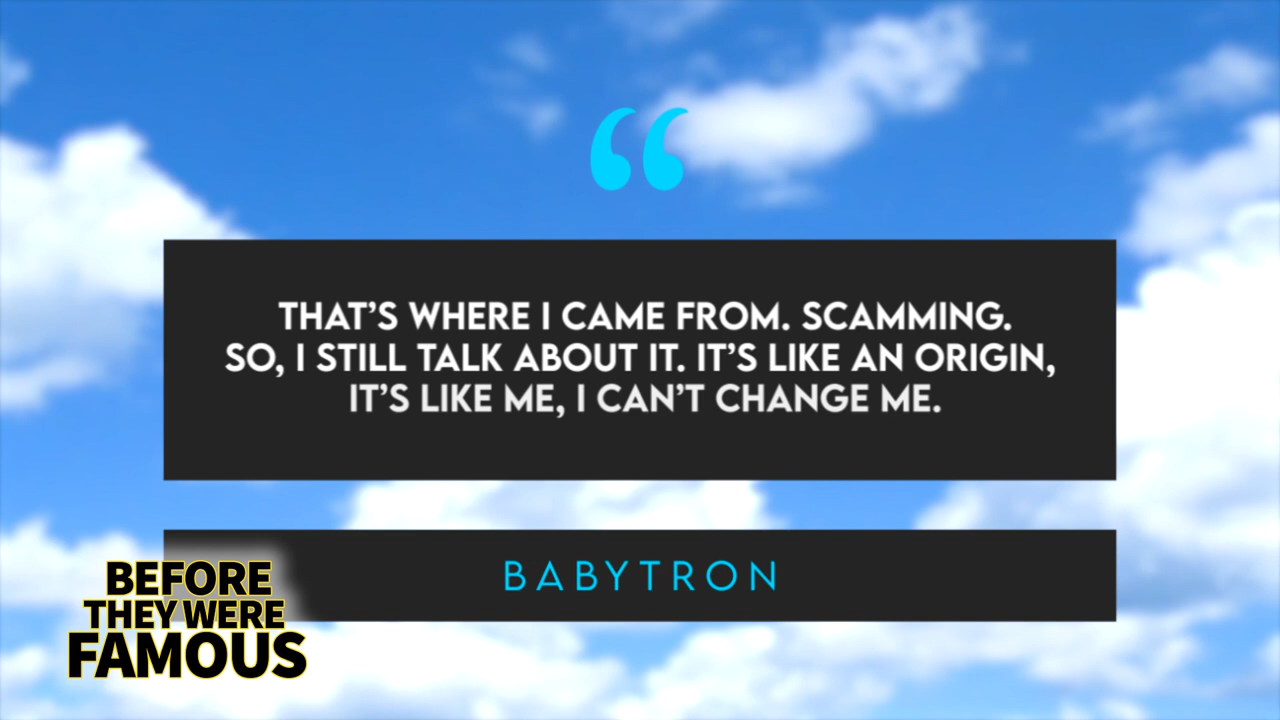 “
THAT’S WHERE I CAME FROM. SCAMMING.
SO, I STILL TALK ABOUT IT. IT’S LIKE AN ORIGIN,
IT’S LIKE ME, I CAN’T CHANGE ME.
BABYTRON
BEFORE
THEY WERE
FAMOUS